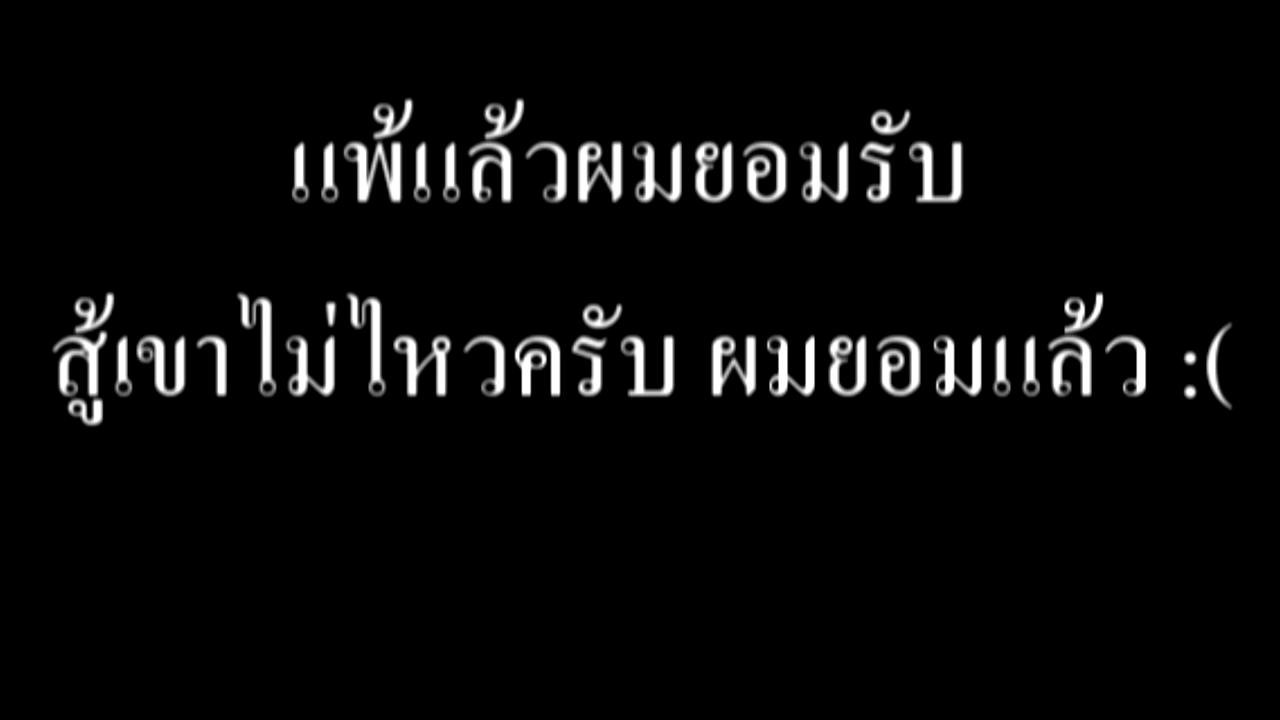 แพ้แล้วผมยอมรับ
สู้เขาไม่ไหวครับ ผมยอมแล้ว :(